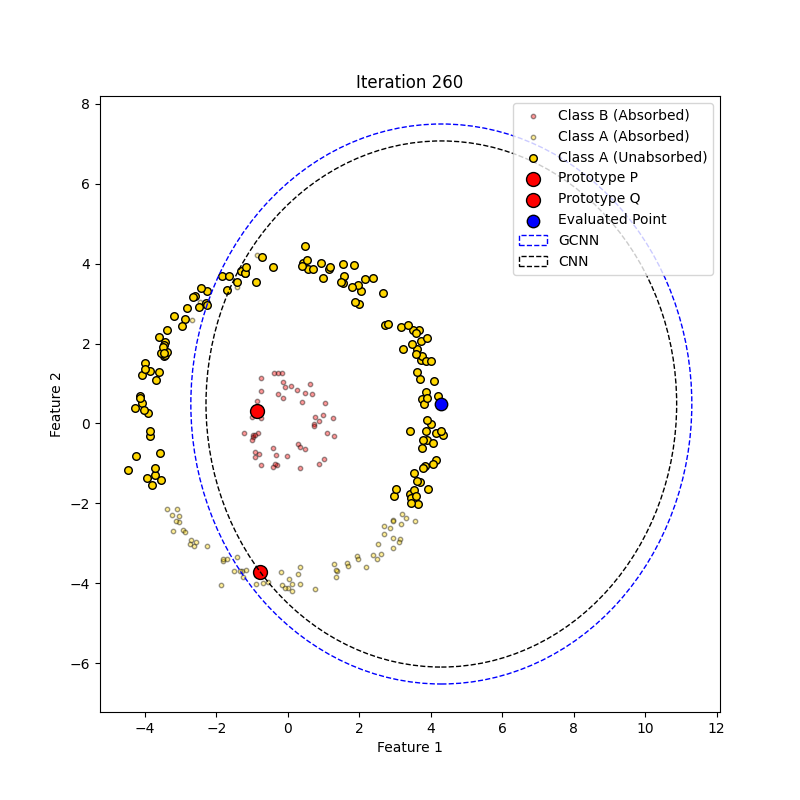 Iteration 260
Class B (Absorbed)
Class A (Absorbed)
Class A (Unabsorbed)
Prototype P
Prototype Q
Evaluated Point
GCNN
CNN
Feature 2
8
6
4
2
0
−2
−4
−6
−4
−2
0
2
4
6
8
10
12
Feature 1